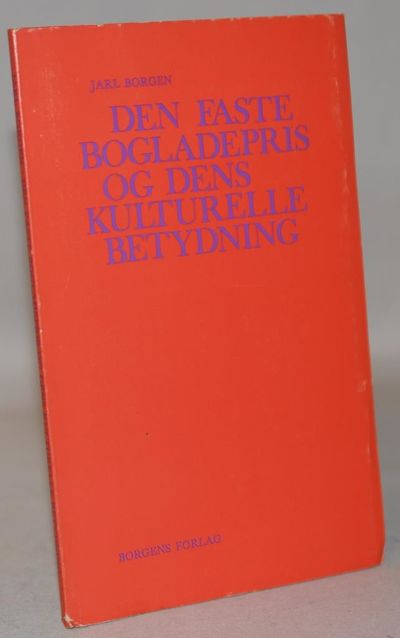 JARL BORGEN
DEN FASTE
BOGLADEPRIS
OG DENS
KULTURELLE
BETYDNING
BORGENS FORLAG